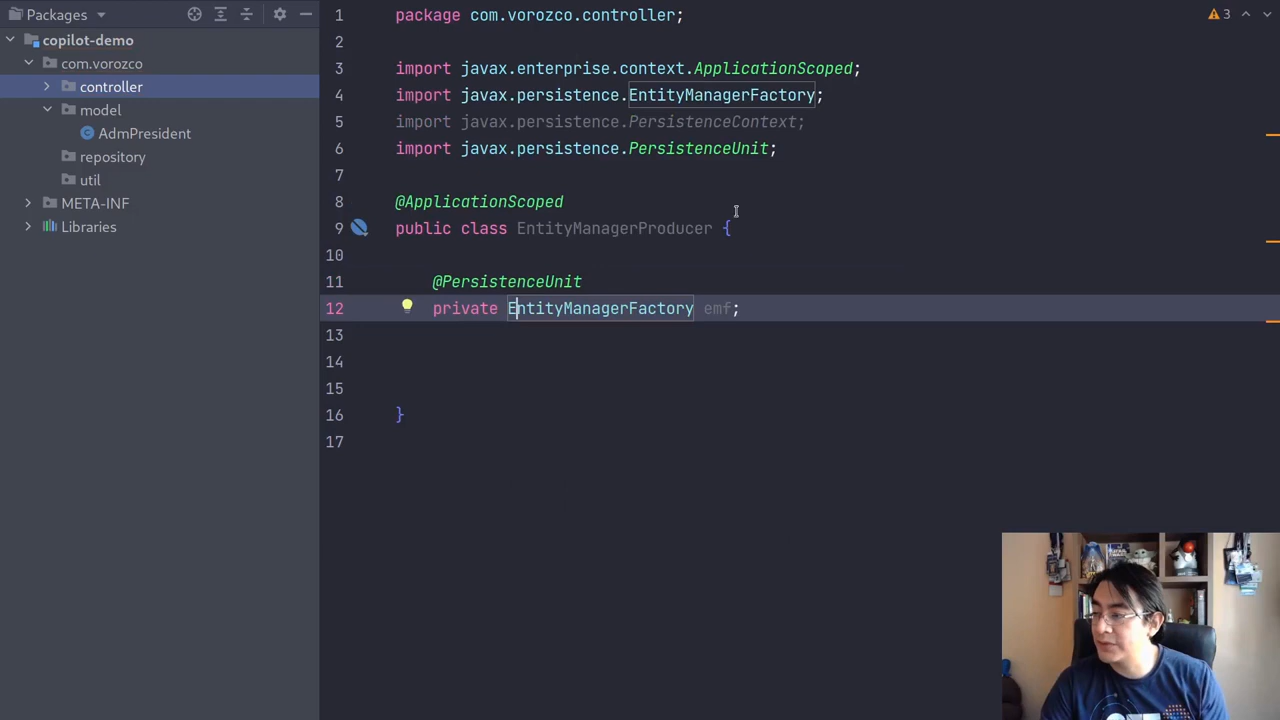 Packages
copilot-demo
com.vorozco
controller
model
AdmPresident
repository
util
META-INF
Libraries
3
1 package com.vorozco.controller;
2
3 import javax.enterprise.context.ApplicationScoped;
4 import javax.persistence.EntityManagerFactory;
5 import javax.persistence.PersistenceContext;
6 import javax.persistence.PersistenceUnit;
7
8 @ApplicationScoped
9 public class EntityManagerProducer {
10
11 @PersistenceUnit
12 private EntityManagerFactory emf;
13
14
15
16 }
17